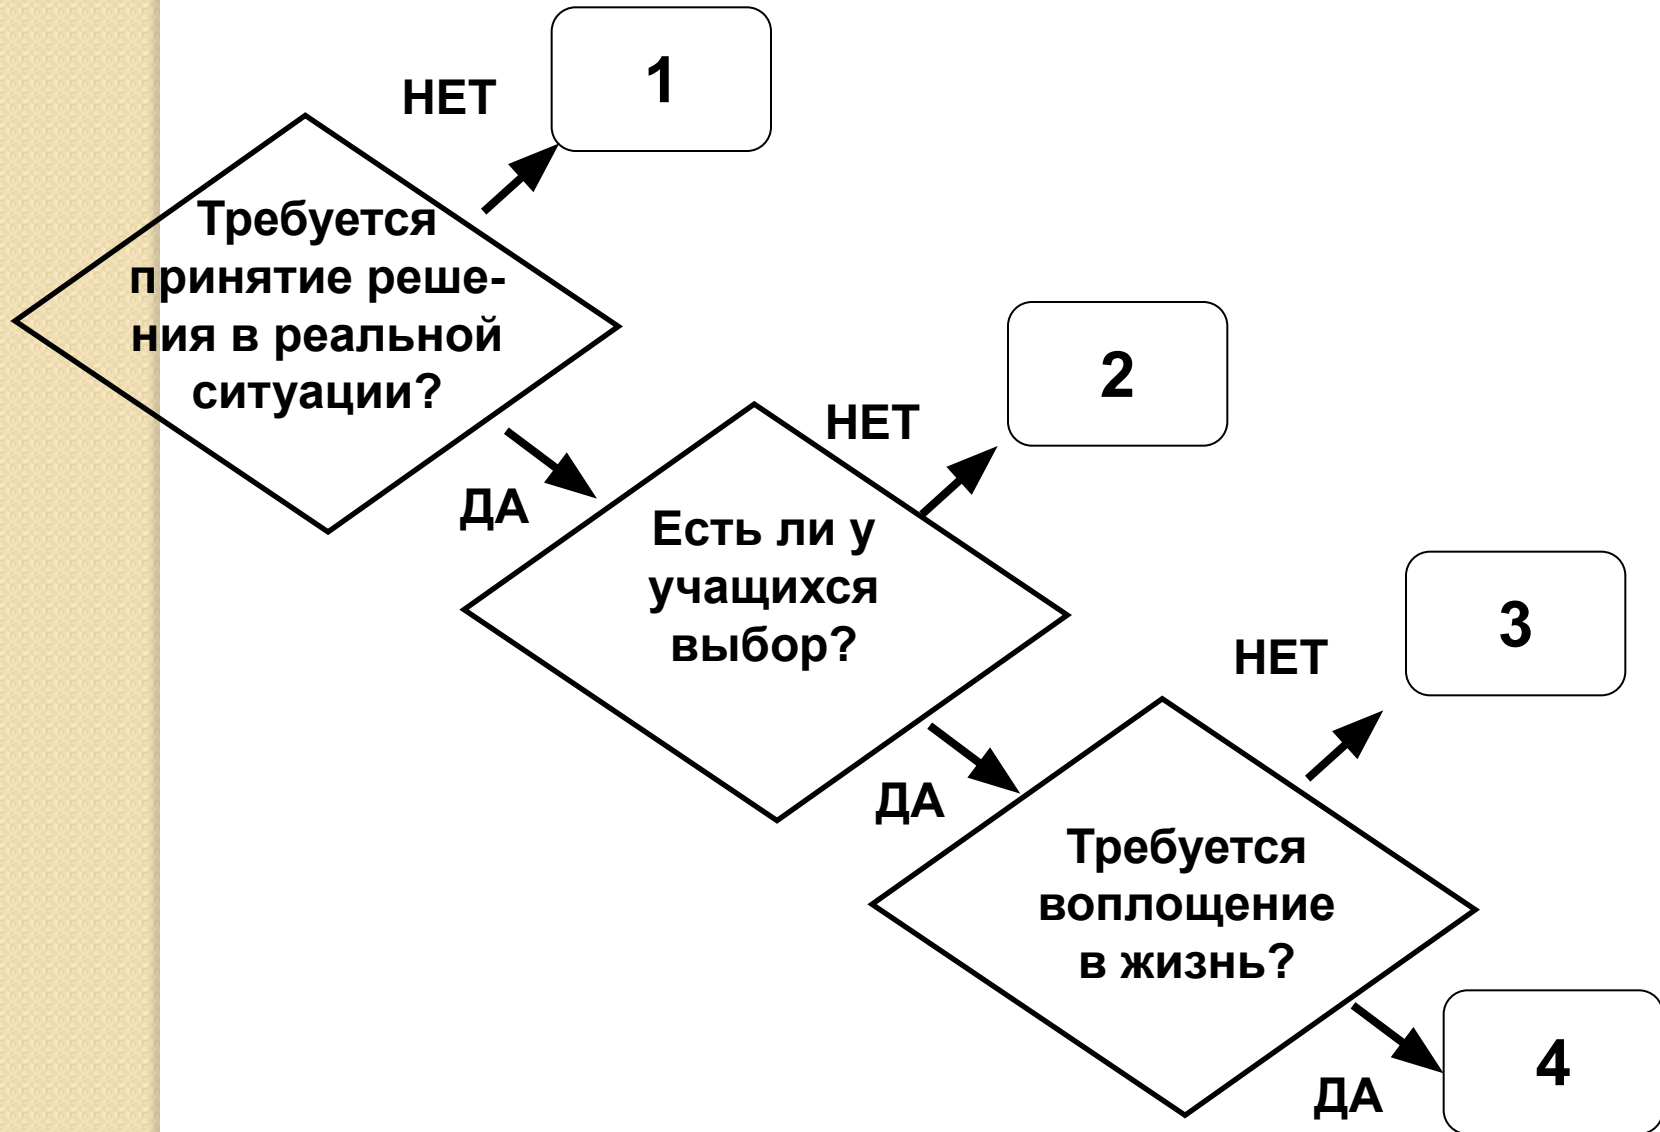 1
НЕТ
Требуется
принятие реше-
ния в реальной
ситуации?
ДА
2
НЕТ
Есть ли у
учащихся
выбор?
ДА
3
НЕТ
Требуется
воплощение
в жизнь?
ДА
4